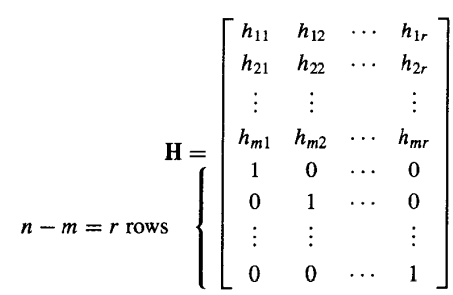 h₁₁ h₁₂ ⋯ h₁ᵣ
h₂₁ h₂₂ ⋯ h₂ᵣ
⋮ ⋮ ⋮
H = hₘ₁ hₘ₂ ⋯ hₘᵣ
1 0 ⋯ 0
0 1 ⋯ 0
n − m = r rows ⋮ ⋮ ⋮
0 0 ⋯ 1